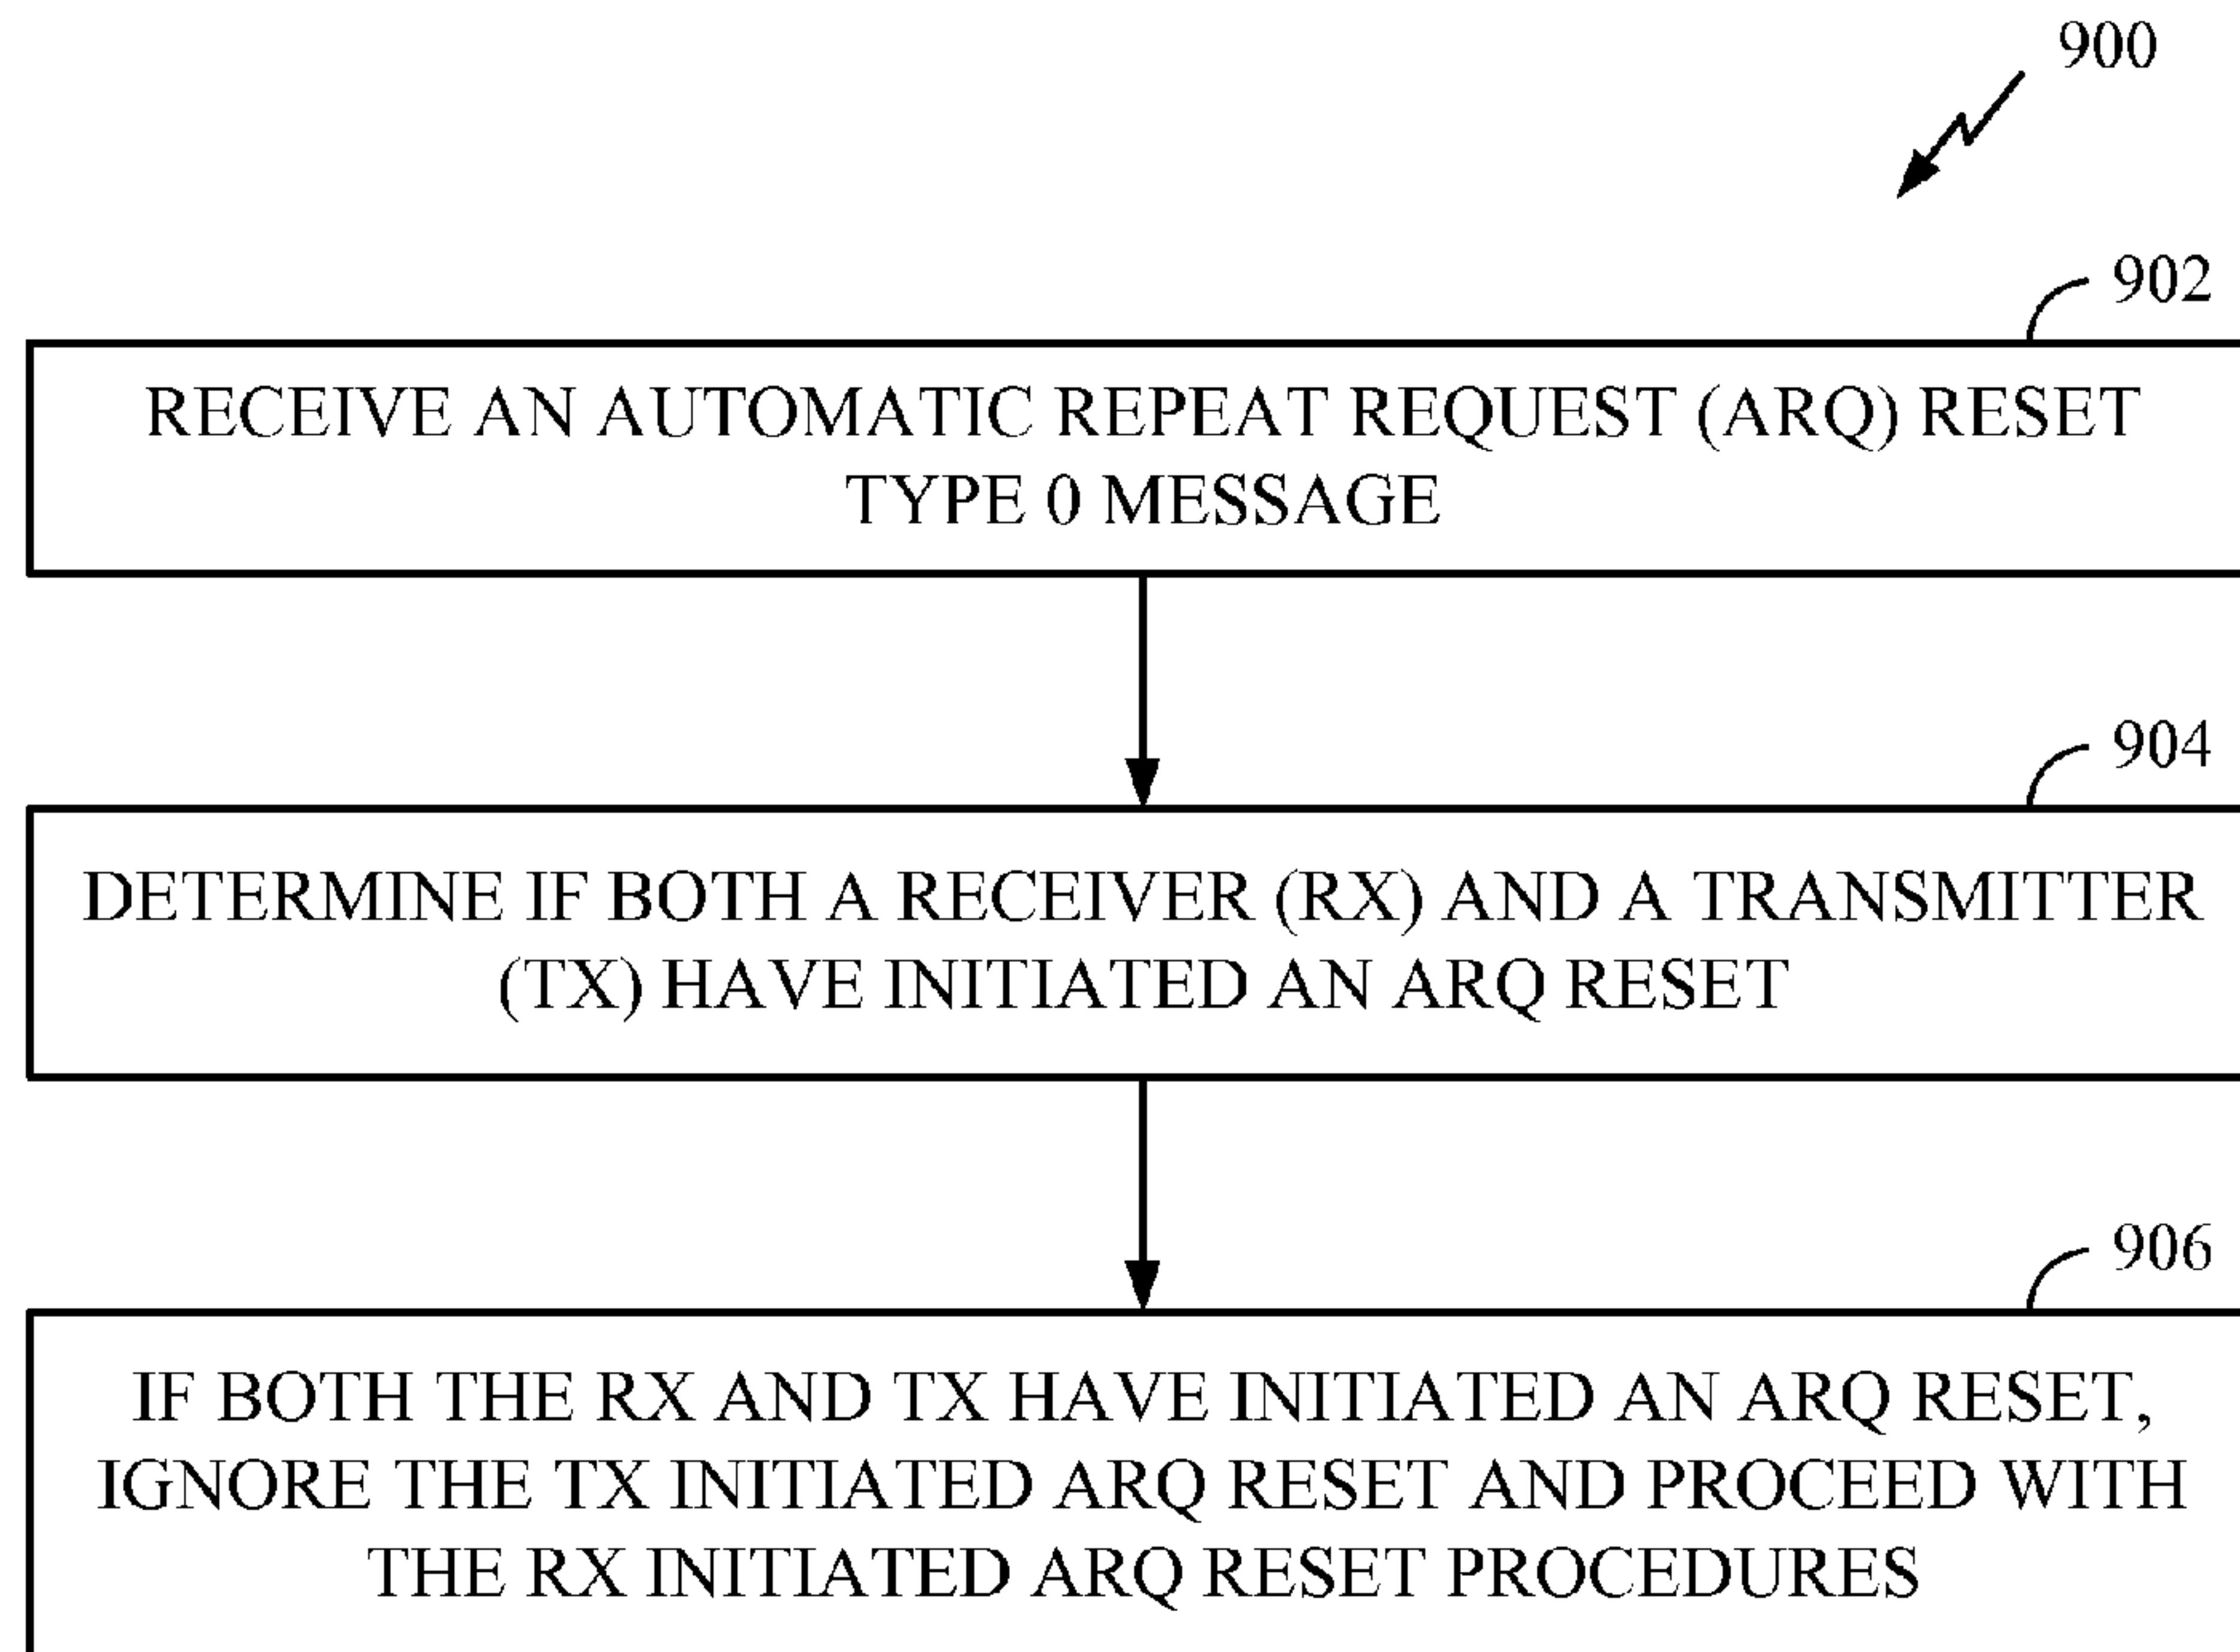 900
902
RECEIVE AN AUTOMATIC REPEAT REQUEST (ARQ) RESET
TYPE 0 MESSAGE
904
DETERMINE IF BOTH A RECEIVER (RX) AND A TRANSMITTER
(TX) HAVE INITIATED AN ARQ RESET
906
IF BOTH THE RX AND TX HAVE INITIATED AN ARQ RESET,
IGNORE THE TX INITIATED ARQ RESET AND PROCEED WITH
THE RX INITIATED ARQ RESET PROCEDURES